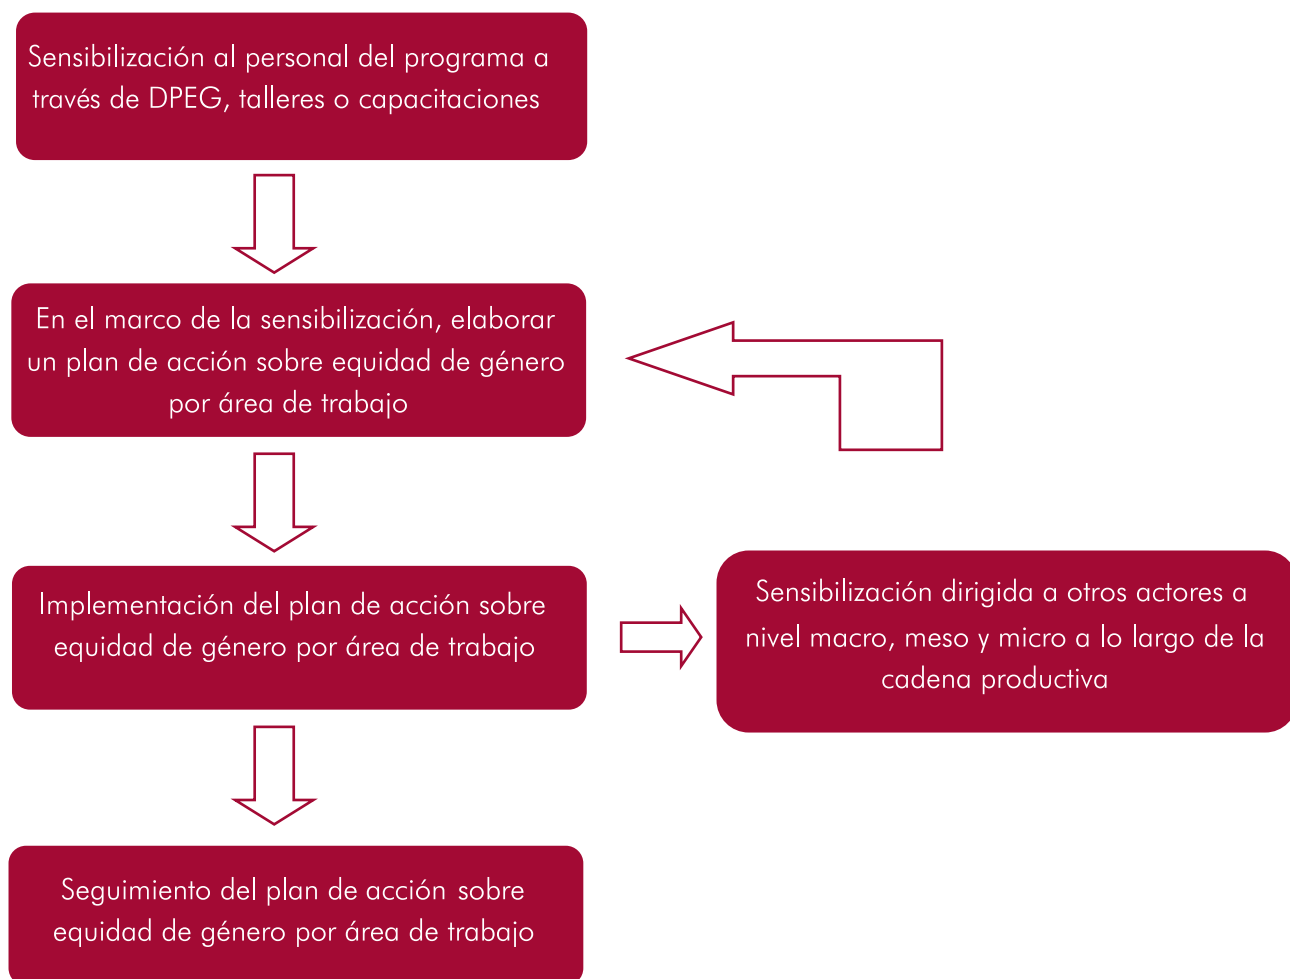 Sensibilización al personal del programa a
través de DPEG, talleres o capacitaciones
En el marco de la sensibilización, elaborar
un plan de acción sobre equidad de género
por área de trabajo
Implementación del plan de acción sobre
equidad de género por área de trabajo
Sensibilización dirigida a otros actores a
nivel macro, meso y micro a lo largo de la
cadena productiva
Seguimiento del plan de acción sobre
equidad de género por área de trabajo